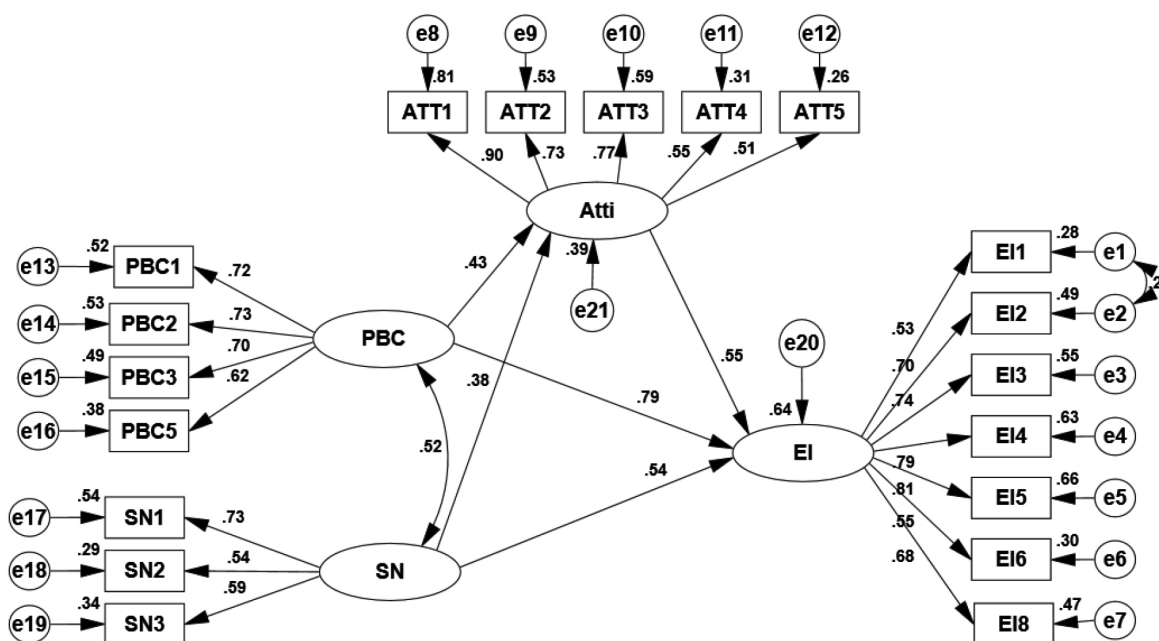 e8 e9 e10 e11 e12
.81 .53 .59 .31 .26
ATT1 ATT2 ATT3 ATT4 ATT5
.90 .73 .77 .55 .51
Atti
.39
e21
.43
.38
.55
e13 .52 PBC1 .72
e14 .53 PBC2 .73
e15 .49 PBC3 .70
e16 .38 PBC5 .62
PBC
.79
.52
e20
.64
EI
.54
e17 .54 SN1 .73
e18 .29 SN2 .54
e19 .34 SN3 .59
SN
.53 EI1 .28 e1
.70 EI2 .49 e2
.74 EI3 .55 e3
.79 EI4 .63 e4
.81 EI5 .66 e5
.55 EI6 .30 e6
.68 EI8 .47 e7